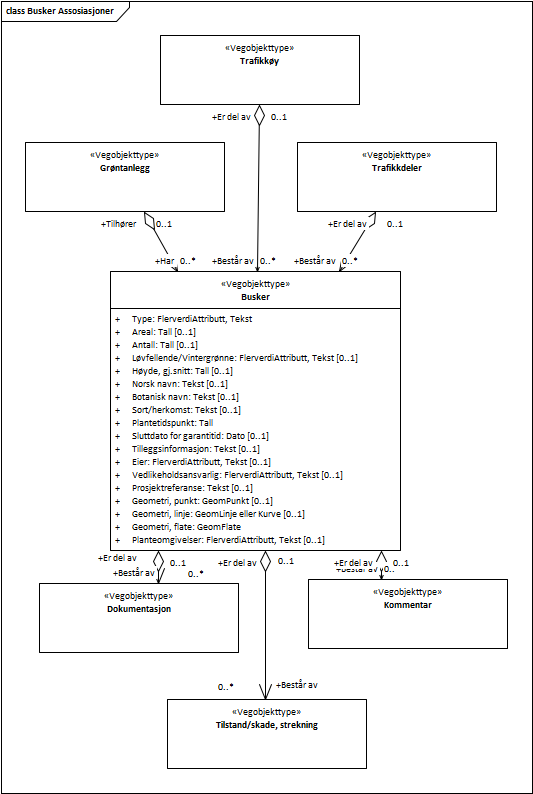 class Busker Assosiasjoner
«Vegobjekttype»
Trafikkøy
+Er del av 0..1
«Vegobjekttype»
Grøntanlegg
«Vegobjekttype»
Trafikkdeler
+Tilhører 0..1
+Er del av 0..1
+Har 0..*
+Består av 0..*
+Består av 0..*
«Vegobjekttype»
Busker
+ Type: FlerverdiAttributt, Tekst
+ Areal: Tall [0..1]
+ Antall: Tall [0..1]
+ Løvfellende/Vintergrønne: FlerverdiAttributt, Tekst [0..1]
+ Høyde, gj.snitt: Tall [0..1]
+ Norsk navn: Tekst [0..1]
+ Botanisk navn: Tekst [0..1]
+ Sort/herkomst: Tekst [0..1]
+ Plantetidspunkt: Tall
+ Sluttdato for garantitid: Dato [0..1]
+ Tilleggsinformasjon: Tekst [0..1]
+ Eier: FlerverdiAttributt, Tekst [0..1]
+ Vedlikeholdsansvarlig: FlerverdiAttributt, Tekst [0..1]
+ Prosjektreferanse: Tekst [0..1]
+ Geometri, punkt: GeomPunkt [0..1]
+ Geometri, linje: GeomLinje eller Kurve [0..1]
+ Geometri, flate: GeomFlate
+ Planteomgivelser: FlerverdiAttributt, Tekst [0..1]
+Er del av 0..1
+Er del av 0..1
+Er del av 0..1
+Består av 0..*
+Består av 0..
«Vegobjekttype»
Dokumentasjon
«Vegobjekttype»
Kommentar
0..* +Består av
«Vegobjekttype»
Tilstand/skade, strekning